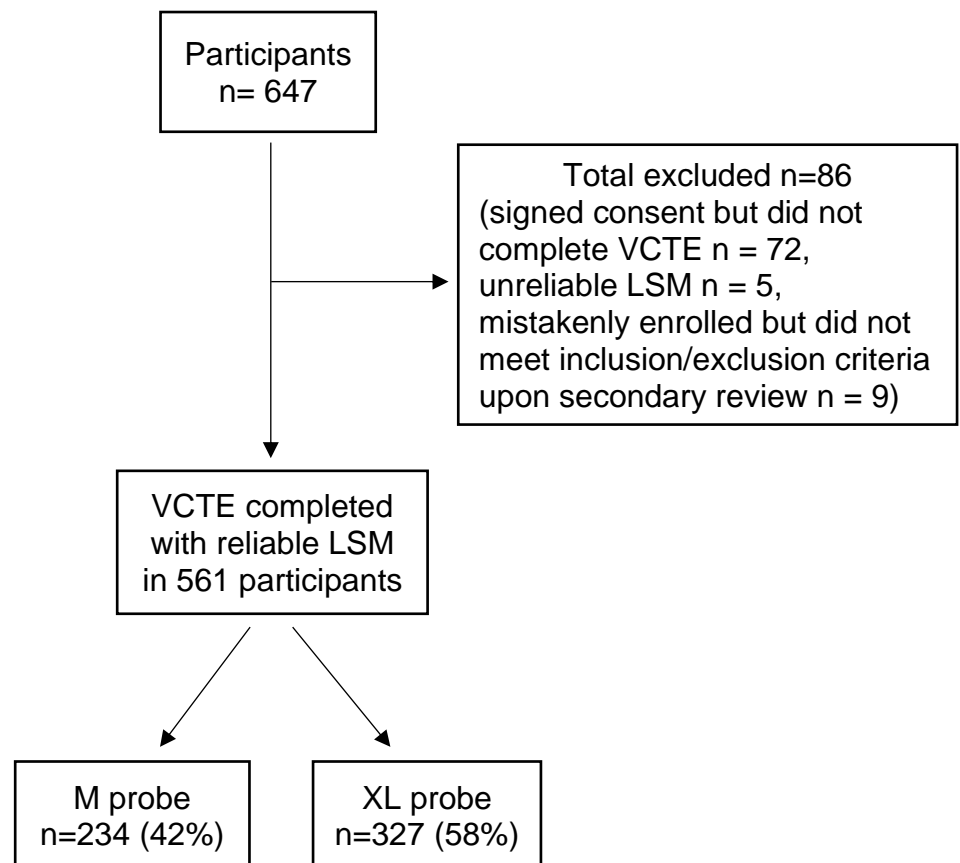 Participants
n= 647
Total excluded n=86
(signed consent but did not
complete VCTE n = 72,
unreliable LSM n = 5,
mistakenly enrolled but did not
meet inclusion/exclusion criteria
upon secondary review n = 9)
VCTE completed
with reliable LSM
in 561 participants
M probe
n=234 (42%)
XL probe
n=327 (58%)